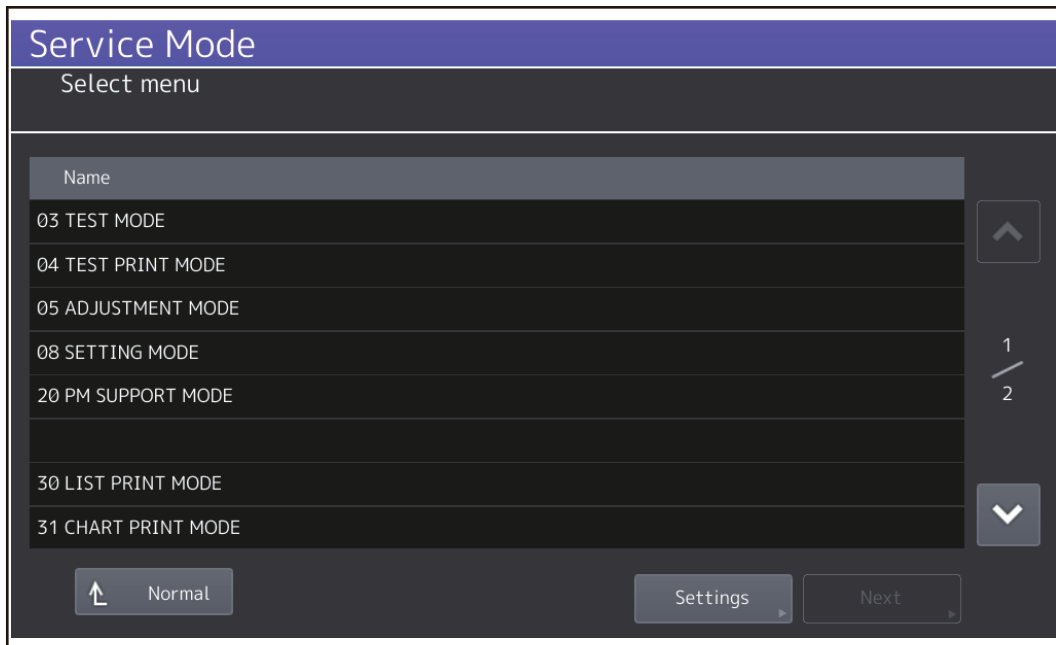 Service Mode
Select menu
Name
03 TEST MODE
04 TEST PRINT MODE
05 ADJUSTMENT MODE
08 SETTING MODE
20 PM SUPPORT MODE
30 LIST PRINT MODE
31 CHART PRINT MODE
1
2
Normal
Settings
Next